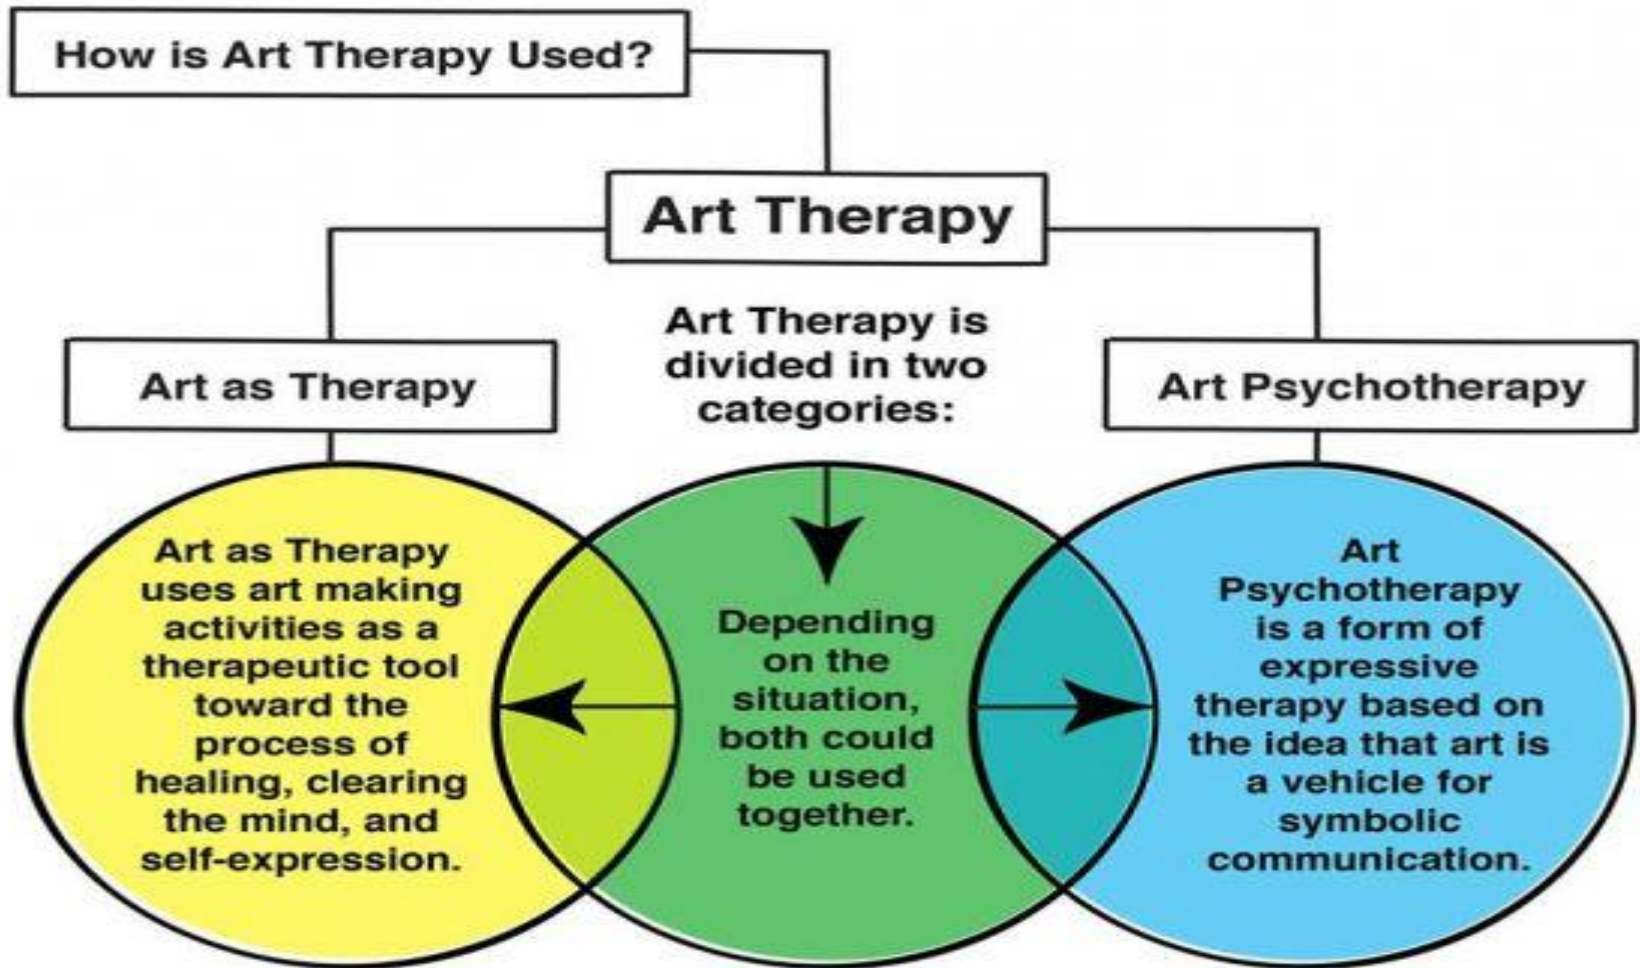 How is Art Therapy Used?
Art Therapy
Art Therapy is
divided in two
categories:
Art as Therapy
Art Psychotherapy
Art as Therapy
uses art making
activities as a
therapeutic tool
toward the
process of
healing, clearing
the mind, and
self-expression.
Depending
on the
situation,
both could
be used
together.
Art
Psychotherapy
is a form of
expressive
therapy based on
the idea that art is
a vehicle for
symbolic
communication.